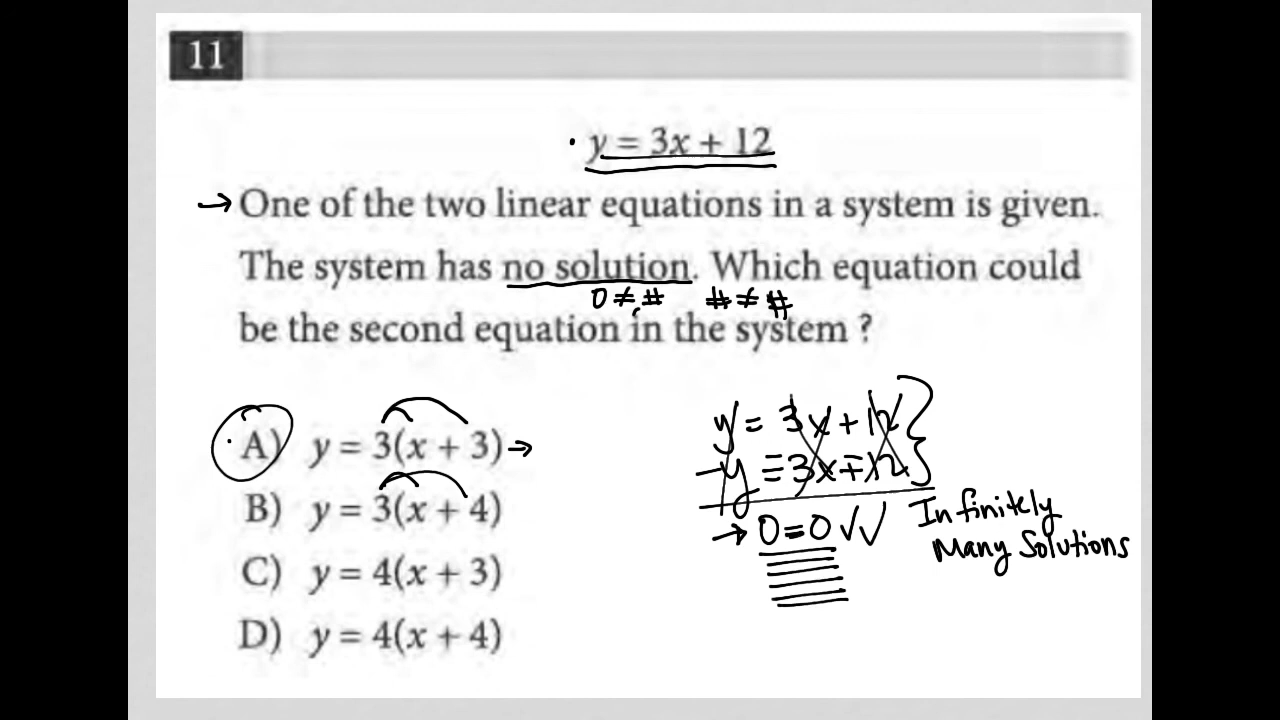 11
y = 3x + 12
→ One of the two linear equations in a system is given.
The system has no solution. Which equation could
0 ≠ # # ≠ #
be the second equation in the system ?
A) y = 3(x + 3) →
B) y = 3(x + 4)
C) y = 4(x + 3)
D) y = 4(x + 4)
y = 3x + 12
-y = 3x + 12
→ 0 = 0 ✓✓
Infinitely
Many Solutions